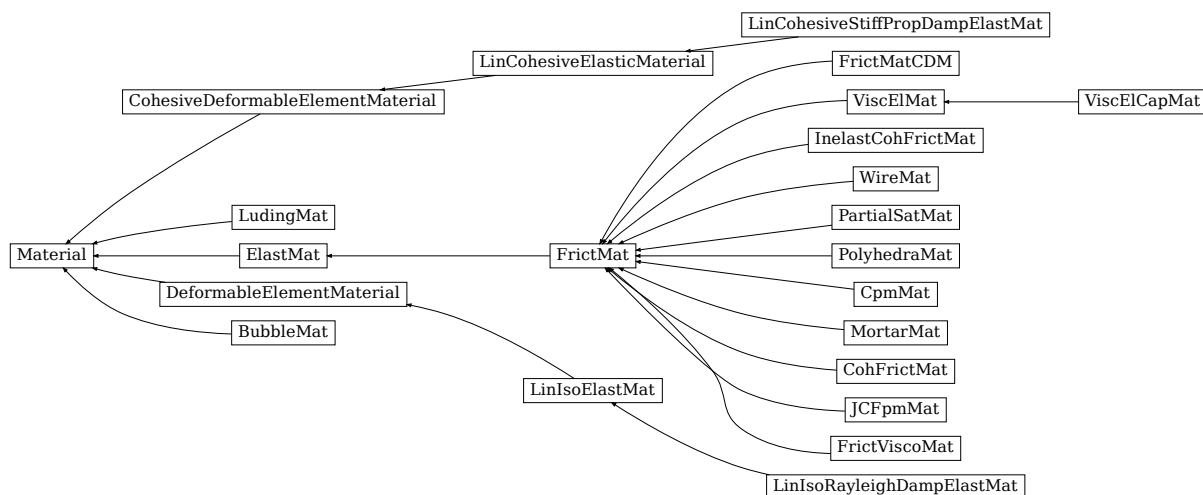 LinCohesiveStiffPropDampElastMat
LinCohesiveElasticMaterial
FrictMatCDM
CohesiveDeformableElementMaterial
ViscElMat
ViscElCapMat
InelastCohFrictMat
WireMat
LudingMat
PartialSatMat
Material
ElastMat
FrictMat
PolyhedraMat
DeformableElementMaterial
CpmMat
BubbleMat
MortarMat
LinIsoElastMat
CohFrictMat
JCFpmMat
FrictViscoMat
LinIsoRayleighDampElastMat